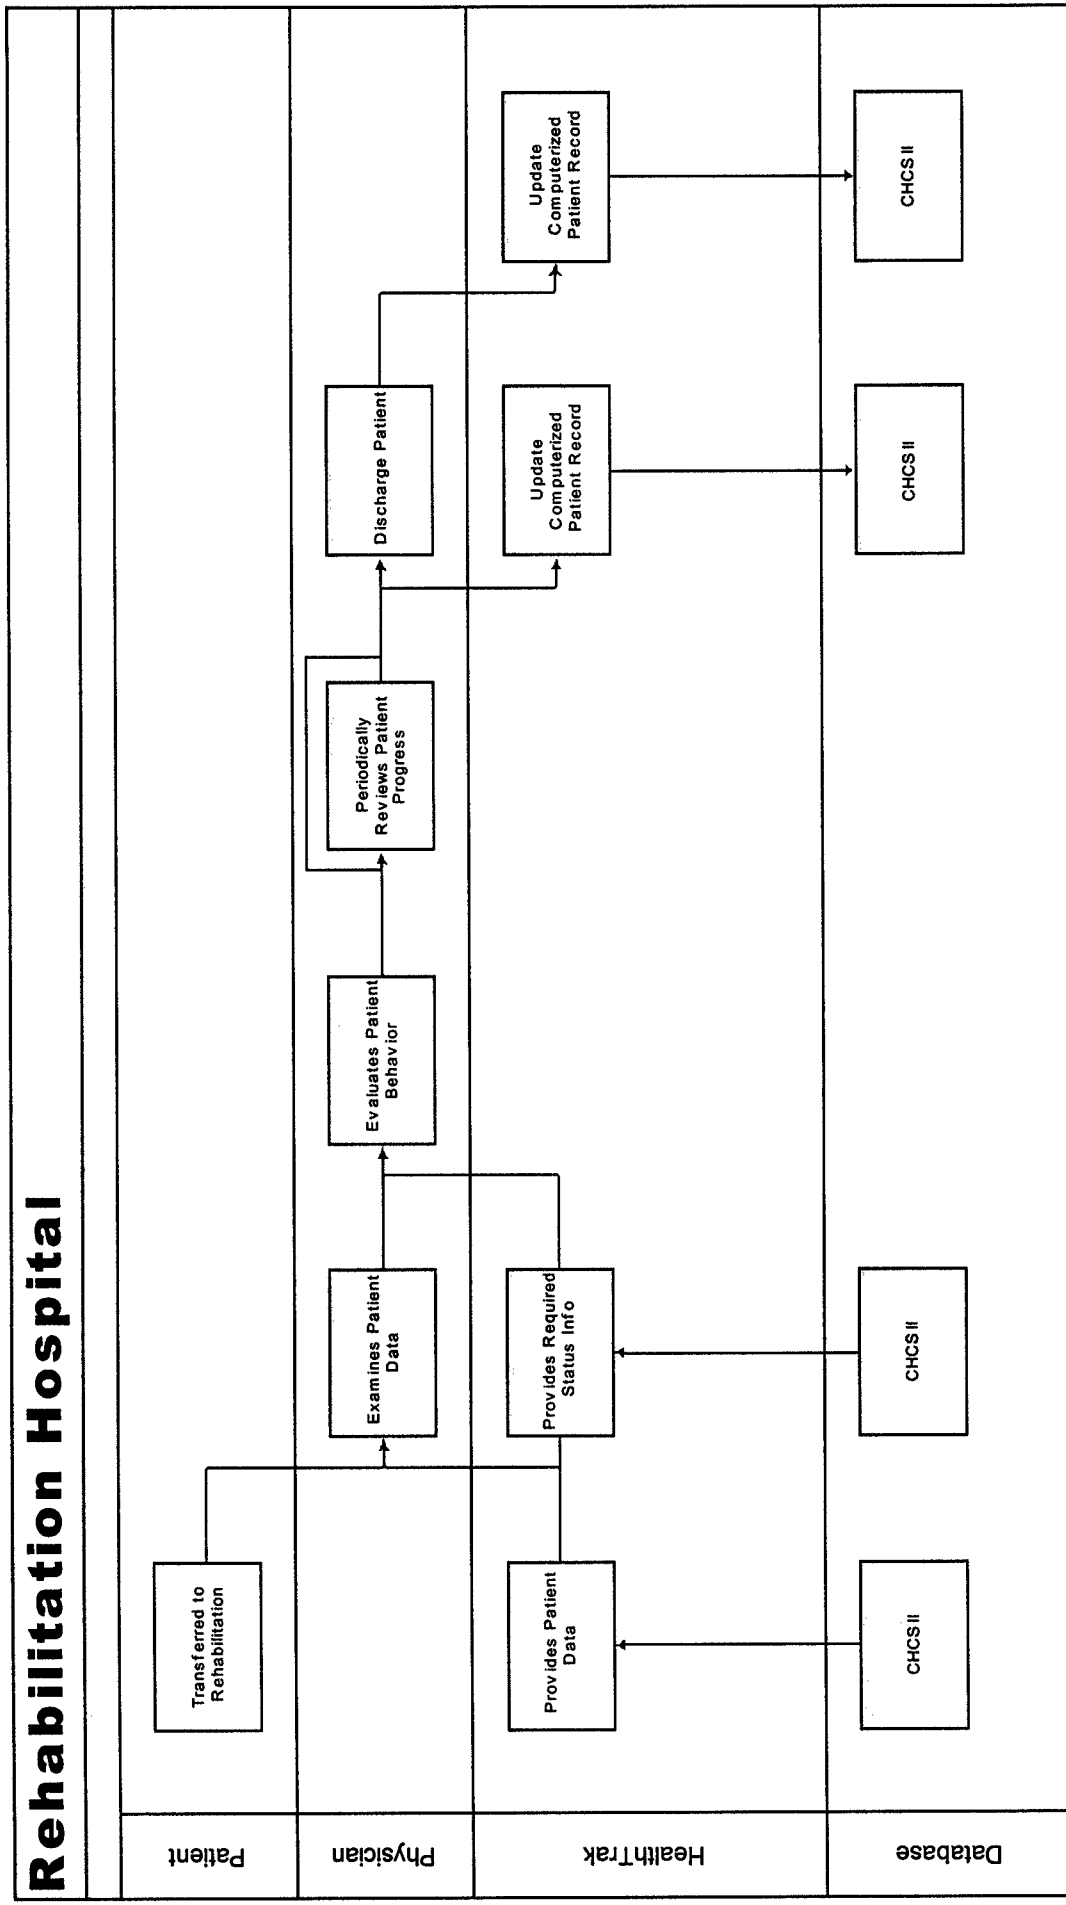 Rehabilitation Hospital
Patient
Transferred to
Rehabilitation
Physician
Examines Patient
Data
Evaluates Patient
Behavior
Periodically
Reviews Patient
Progress
Discharge Patient
HealthTrak
Provides Patient
Data
Provides Required
Status Info
Update
Computerized
Patient Record
Update
Computerized
Patient Record
Database
CHCS II
CHCS II
CHCS II
CHCS II